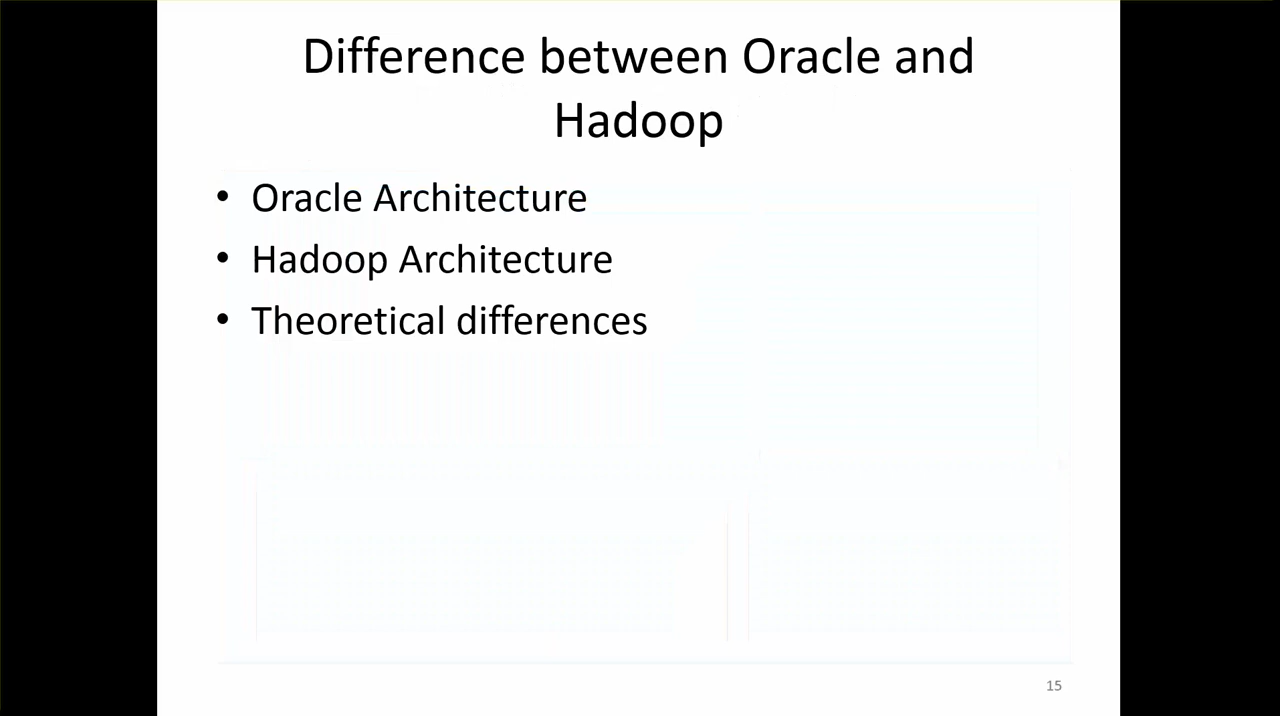 Difference between Oracle and
Hadoop
• Oracle Architecture
• Hadoop Architecture
• Theoretical differences
15